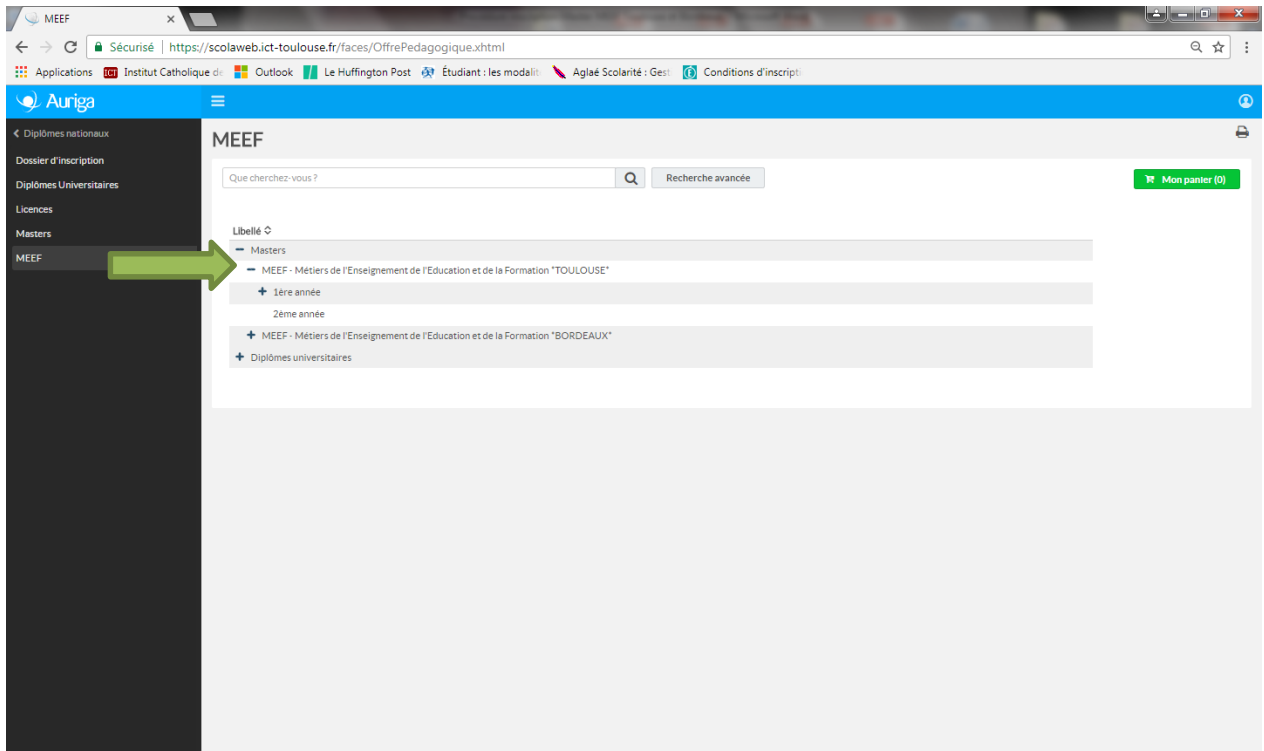 MEEF
Sécurisé | https://scolaweb.ict-toulouse.fr/faces/OffrePedagogique.xhtml
Applications ICT Institut Catholique de Outlook Le Huffington Post Étudiant : les modalit Aglaé Scolarité : Gest Conditions d'inscripti
Auriga
Diplômes nationaux
Dossier d'inscription
Diplômes Universitaires
Licences
Masters
MEEF
MEEF
Que cherchez-vous ?
Recherche avancée
Mon panier (0)
Libellé
Masters
MEEF - Métiers de l'Enseignement de l'Education et de la Formation "TOULOUSE"
1ère année
2ème année
MEEF - Métiers de l'Enseignement de l'Education et de la Formation "BORDEAUX"
Diplômes universitaires